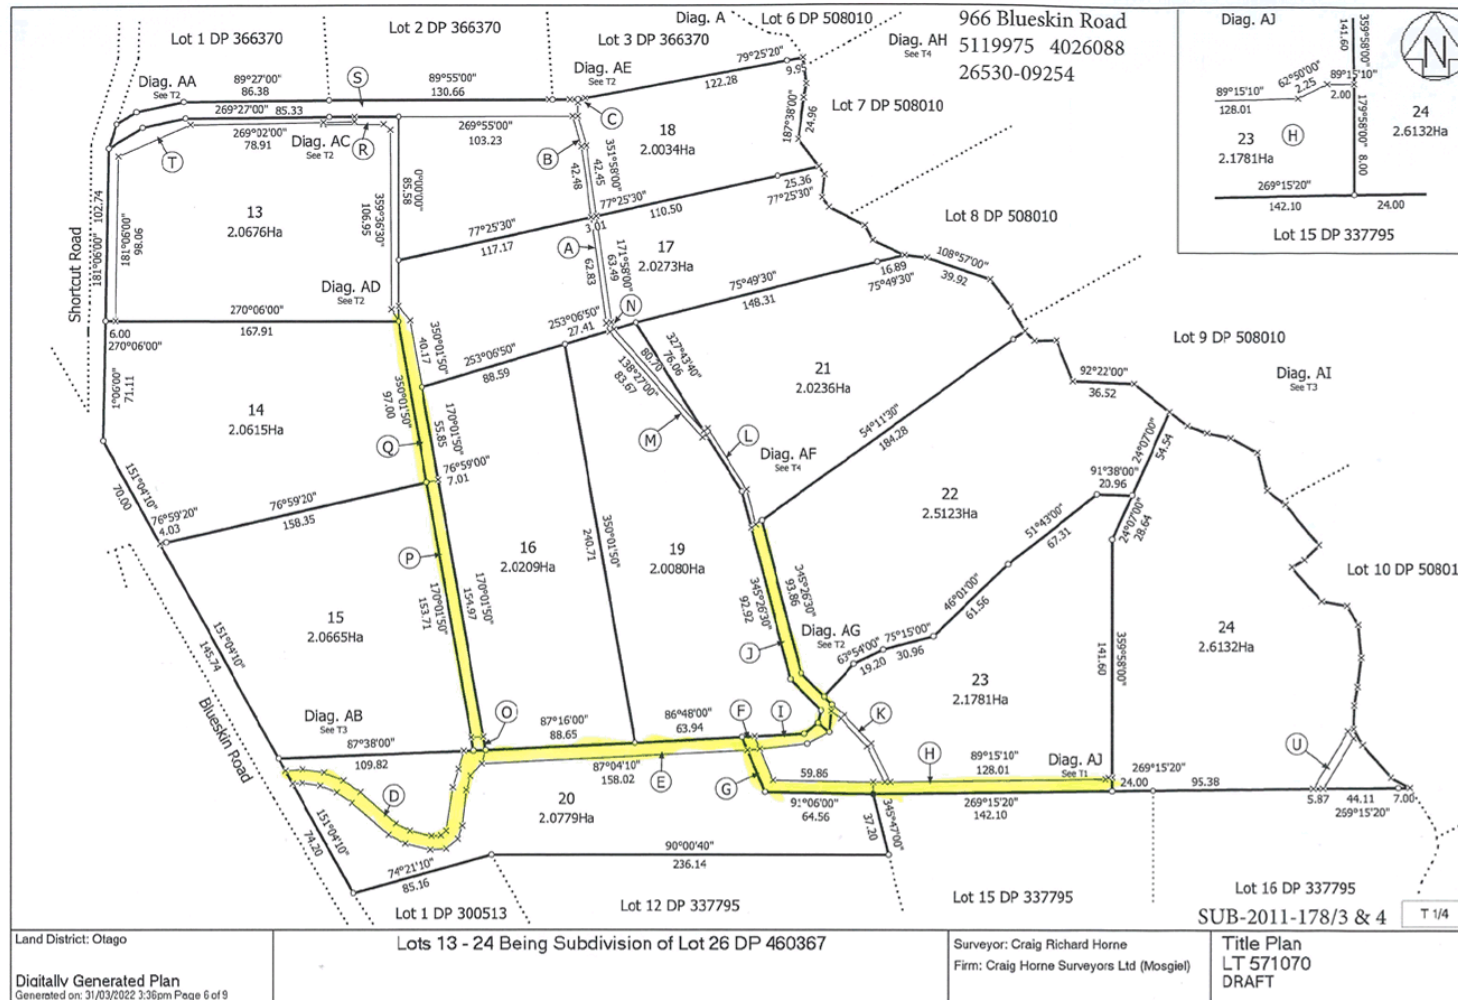 Lot 1 DP 366370
Lot 2 DP 366370
Lot 3 DP 366370
Diag. A
Lot 6 DP 508010
966 Blueskin Road
5119975 4026088
26530-09254
Diag. AH
See T4
Diag. AJ
359°58'00"
141.60
62°50'00"
2.25
89°15'10"
2.00
89°15'10"
128.01
H
23
2.1781Ha
24
2.6132Ha
179°58'00"
8.00
269°15'20"
142.10
24.00
Lot 15 DP 337795
N
Diag. AA
See T2
S
89°27'00"
86.38
89°55'00"
130.66
Diag. AE
See T2
79°25'20"
122.28
C
Lot 7 DP 508010
187°38'00"
24.96
269°27'00"
85.33
269°02'00"
78.91
Diag. AC
See T2
R
T
269°55'00"
103.23
B
18
2.0034Ha
351°58'00"
42.45
42.48
0°00'00"
85.58
359°36'30"
106.95
13
2.0676Ha
77°25'30"
117.17
3.01
77°25'30"
110.50
25.36
77°25'30"
Lot 8 DP 508010
102.74
181°06'00"
181°06'00"
98.06
Shortcut Road
A
171°58'00"
63.49
62.83
17
2.0273Ha
75°49'30"
148.31
16.89
75°49'30"
108°57'00"
39.92
Diag. AD
See T2
270°06'00"
167.91
6.00
270°06'00"
N
253°06'50"
27.41
253°06'50"
88.59
350°01'50"
40.17
350°01'50"
97.00
1°06'00"
71.11
14
2.0615Ha
Q
170°01'50"
55.85
76°59'00"
7.01
138°27'00"
83.67
80.70
327°43'40"
76.06
21
2.0236Ha
54°11'30"
184.28
Lot 9 DP 508010
Diag. AI
See T3
92°22'00"
36.52
M
L
Diag. AF
See T4
24°07'00"
54.54
91°38'00"
20.96
24°07'00"
28.64
22
2.5123Ha
51°43'00"
67.31
46°01'00"
61.56
151°04'10"
70.00
76°59'20"
4.03
76°59'20"
158.35
P
16
2.0209Ha
350°01'50"
240.71
19
2.0080Ha
345°26'30"
93.86
345°26'30"
92.92
Lot 10 DP 50801
15
2.0665Ha
170°01'50"
154.97
170°01'50"
153.71
151°04'10"
145.74
Diag. AG
See T2
J
63°54'00"
19.20
75°15'00"
30.96
359°58'00"
141.60
24
2.6132Ha
23
2.1781Ha
Blueskin Road
Diag. AB
See T3
87°38'00"
109.82
O
87°16'00"
88.65
86°48'00"
63.94
F
I
K
87°04'10"
158.02
E
G
59.86
H
89°15'10"
128.01
Diag. AJ
See T1
269°15'20"
24.00
95.38
U
5.87
44.11
7.00
269°15'20"
D
20
2.0779Ha
91°06'00"
64.56
269°15'20"
142.10
345°47'00"
37.20
151°04'10"
74.20
74°21'10"
85.16
90°00'40"
236.14
Lot 1 DP 300513
Lot 12 DP 337795
Lot 15 DP 337795
Lot 16 DP 337795
SUB-2011-178/3 & 4
T 1/4
Land District: Otago
Digitally Generated Plan
Generated on: 31/03/2022 3:36pm Page 6 of 9
Lots 13 - 24 Being Subdivision of Lot 26 DP 460367
Surveyor: Craig Richard Horne
Firm: Craig Horne Surveyors Ltd (Mosgiel)
Title Plan
LT 571070
DRAFT